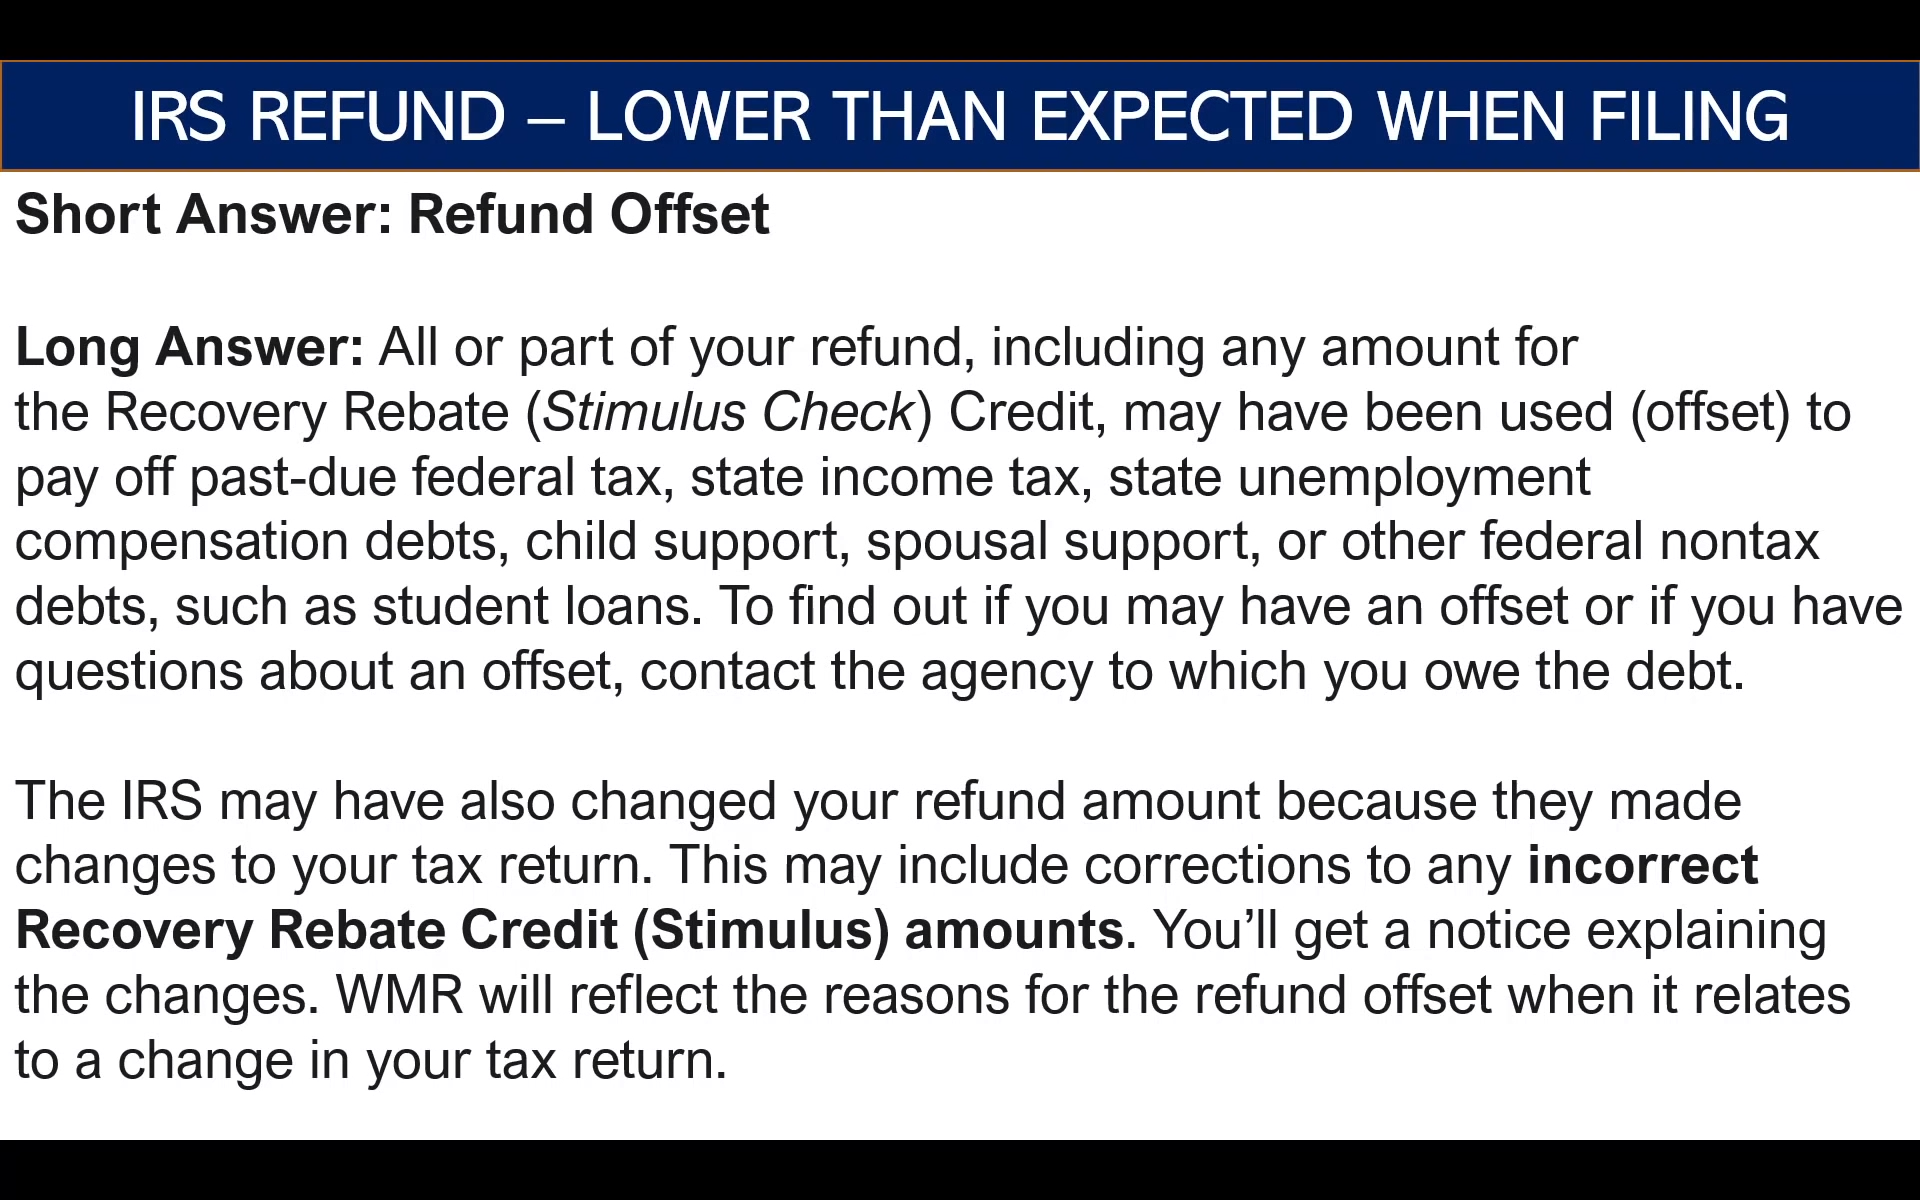 IRS REFUND – LOWER THAN EXPECTED WHEN FILING
Short Answer: Refund Offset
Long Answer: All or part of your refund, including any amount for
the Recovery Rebate (Stimulus Check) Credit, may have been used (offset) to
pay off past-due federal tax, state income tax, state unemployment
compensation debts, child support, spousal support, or other federal nontax
debts, such as student loans. To find out if you may have an offset or if you have
questions about an offset, contact the agency to which you owe the debt.
The IRS may have also changed your refund amount because they made
changes to your tax return. This may include corrections to any incorrect
Recovery Rebate Credit (Stimulus) amounts. You’ll get a notice explaining
the changes. WMR will reflect the reasons for the refund offset when it relates
to a change in your tax return.